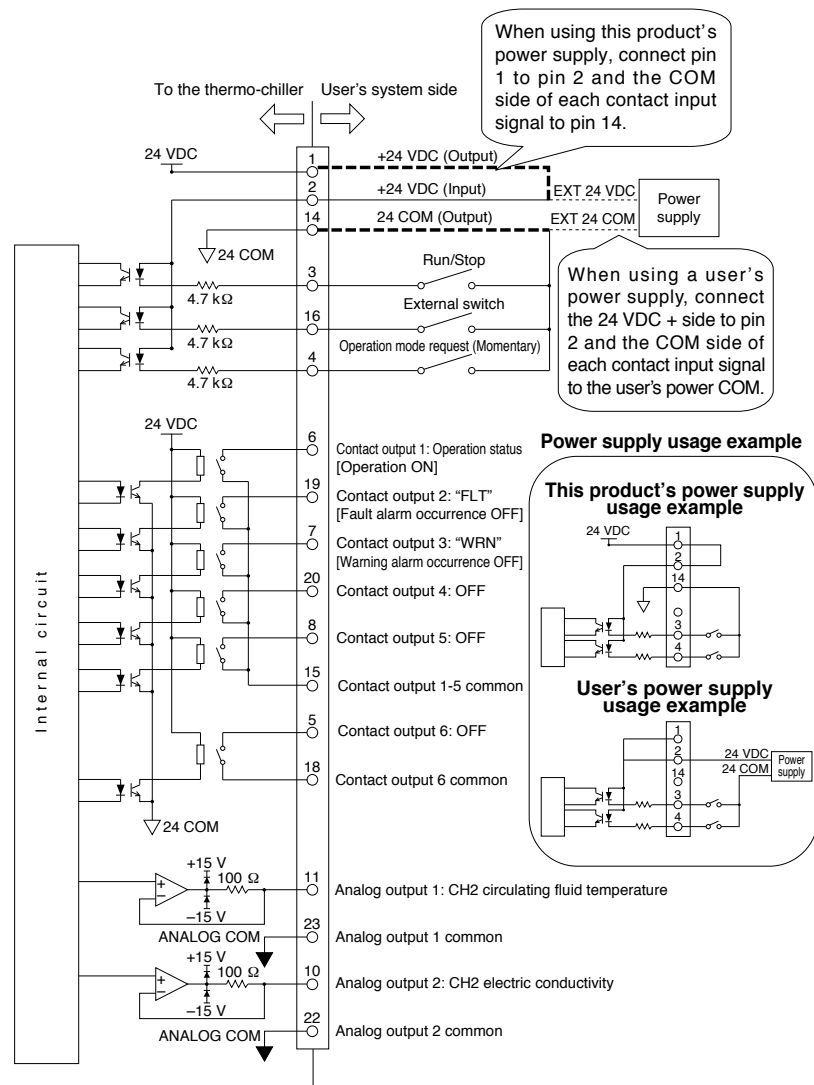 When using this product's
power supply, connect pin
1 to pin 2 and the COM
side of each contact input
signal to pin 14.
To the thermo-chiller
User's system side
24 VDC
1
+24 VDC (Output)
2
+24 VDC (Input)
EXT 24 VDC
14
24 COM (Output)
EXT 24 COM
Power
supply
24 COM
3
Run/Stop
4.7 kΩ
16
External switch
4.7 kΩ
4
Operation mode request (Momentary)
4.7 kΩ
When using a user's
power supply, connect
the 24 VDC + side to pin
2 and the COM side of
each contact input signal
to the user's power COM.
Internal circuit
24 VDC
6
Contact output 1: Operation status
[Operation ON]
19
Contact output 2: "FLT"
[Fault alarm occurrence OFF]
7
Contact output 3: "WRN"
[Warning alarm occurrence OFF]
20
Contact output 4: OFF
8
Contact output 5: OFF
15
Contact output 1-5 common
5
Contact output 6: OFF
18
Contact output 6 common
24 COM
Power supply usage example
This product's power supply
usage example
24 VDC
1
2
14
3
4
User's power supply
usage example
1
2
24 VDC
14
24 COM
Power
supply
3
4
+15 V
100 Ω
11
Analog output 1: CH2 circulating fluid temperature
+
−
–15 V
23
ANALOG COM
Analog output 1 common
+15 V
100 Ω
10
Analog output 2: CH2 electric conductivity
+
−
–15 V
22
ANALOG COM
Analog output 2 common